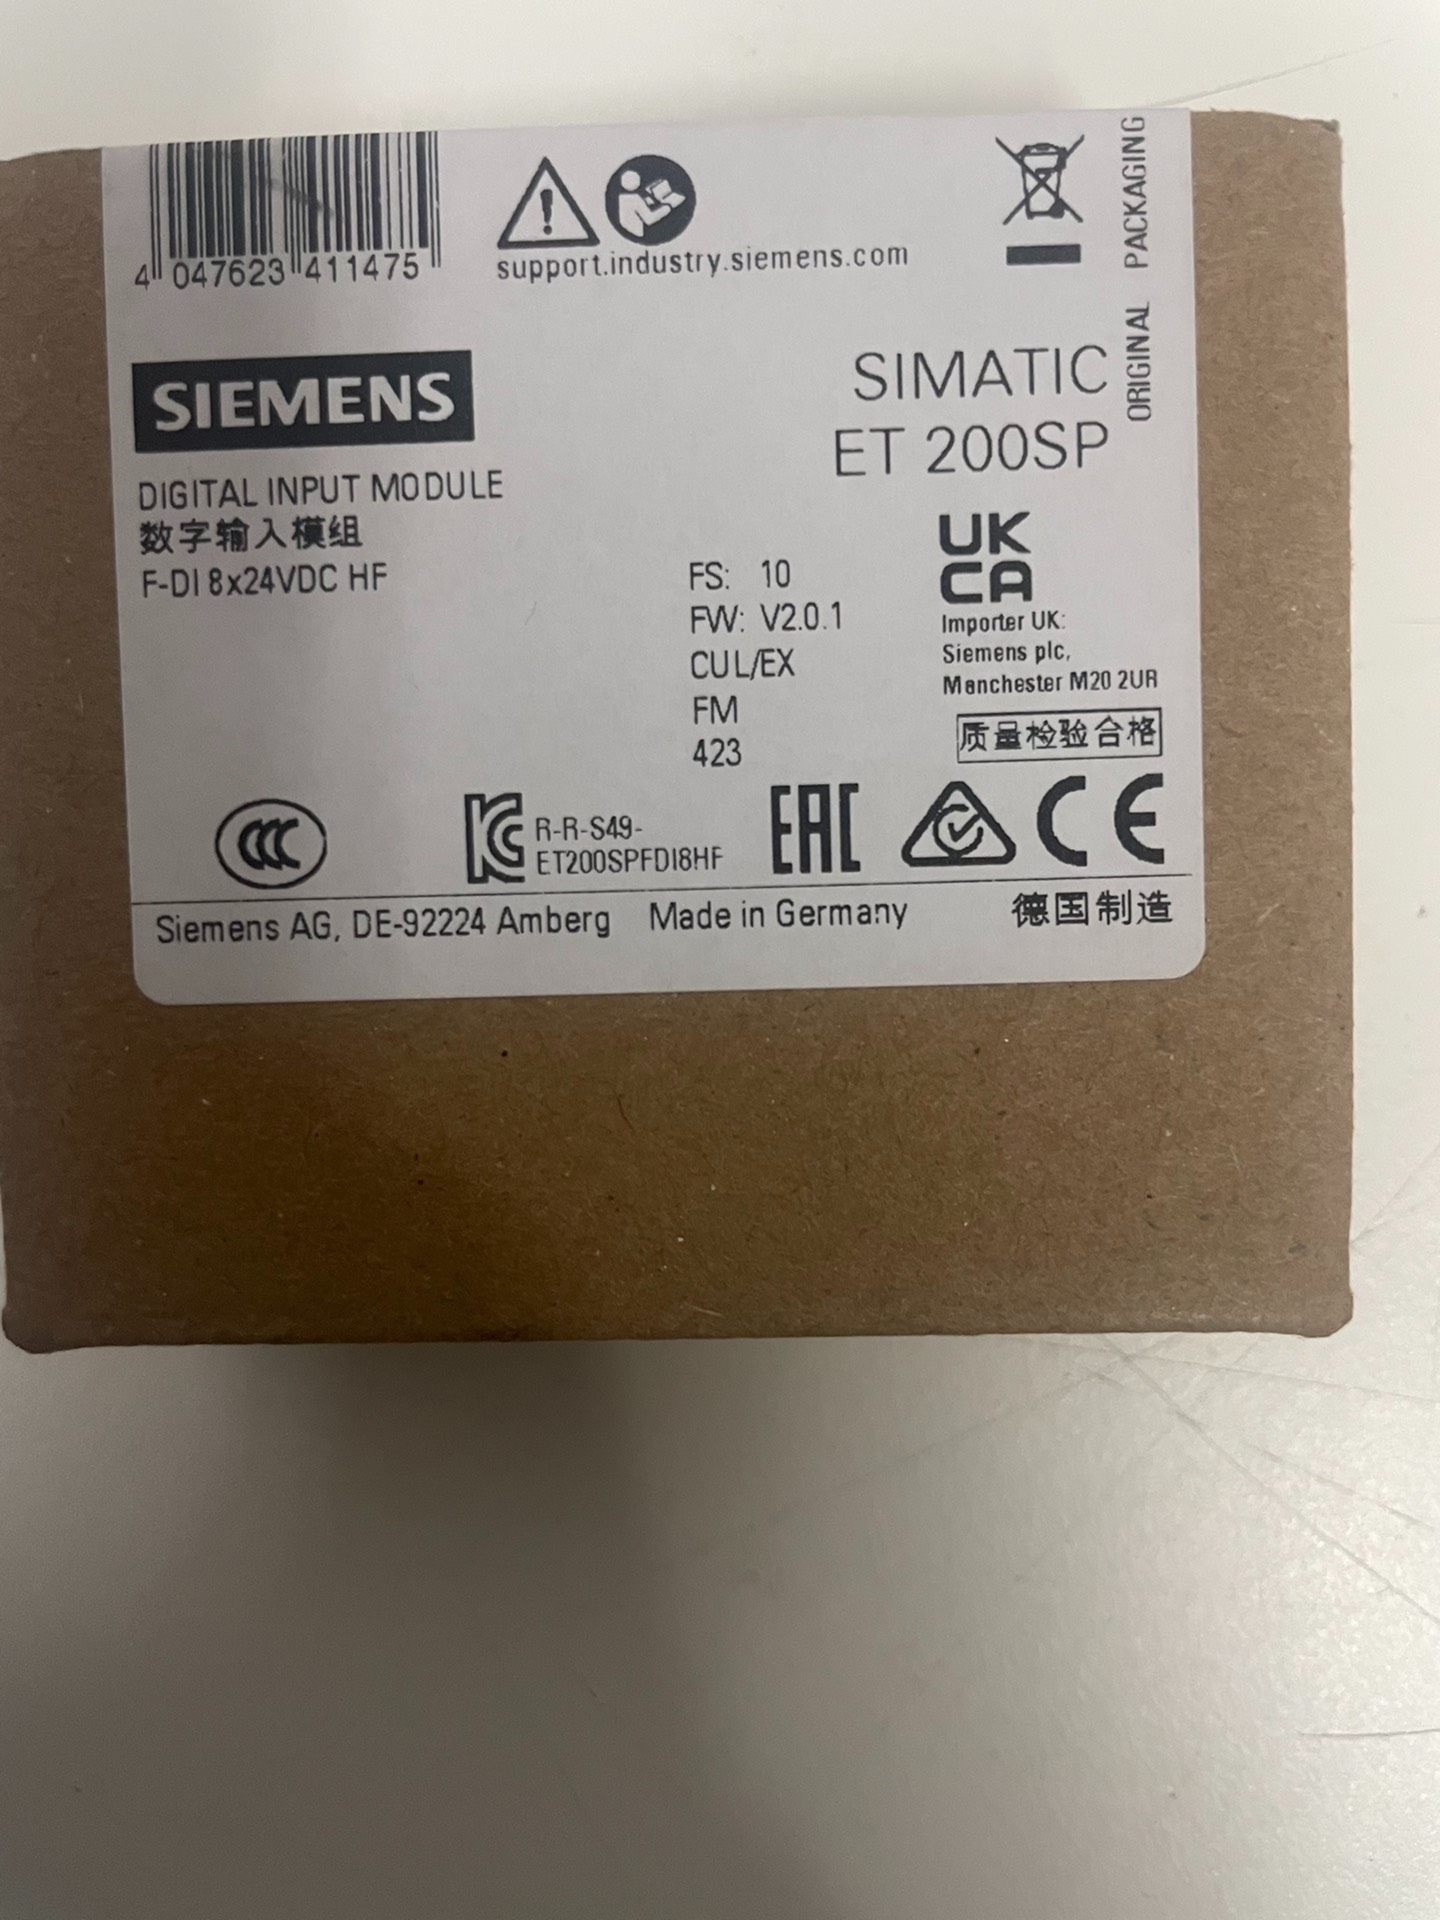 4 047623 411475
support.industry.siemens.com
ORIGINAL PACKAGING
SIEMENS
SIMATIC
ET 200SP
DIGITAL INPUT MODULE
数字输入模组
F-DI 8x24VDC HF
FS: 10
FW: V2.0.1
CUL/EX
FM
423
UK
CA
Importer UK:
Siemens plc,
Manchester M20 2UR
质量检验合格
CCC
KC
R-R-S49-
ET200SPFDI8HF
EAC
CE
Siemens AG, DE-92224 Amberg Made in Germany 德国制造